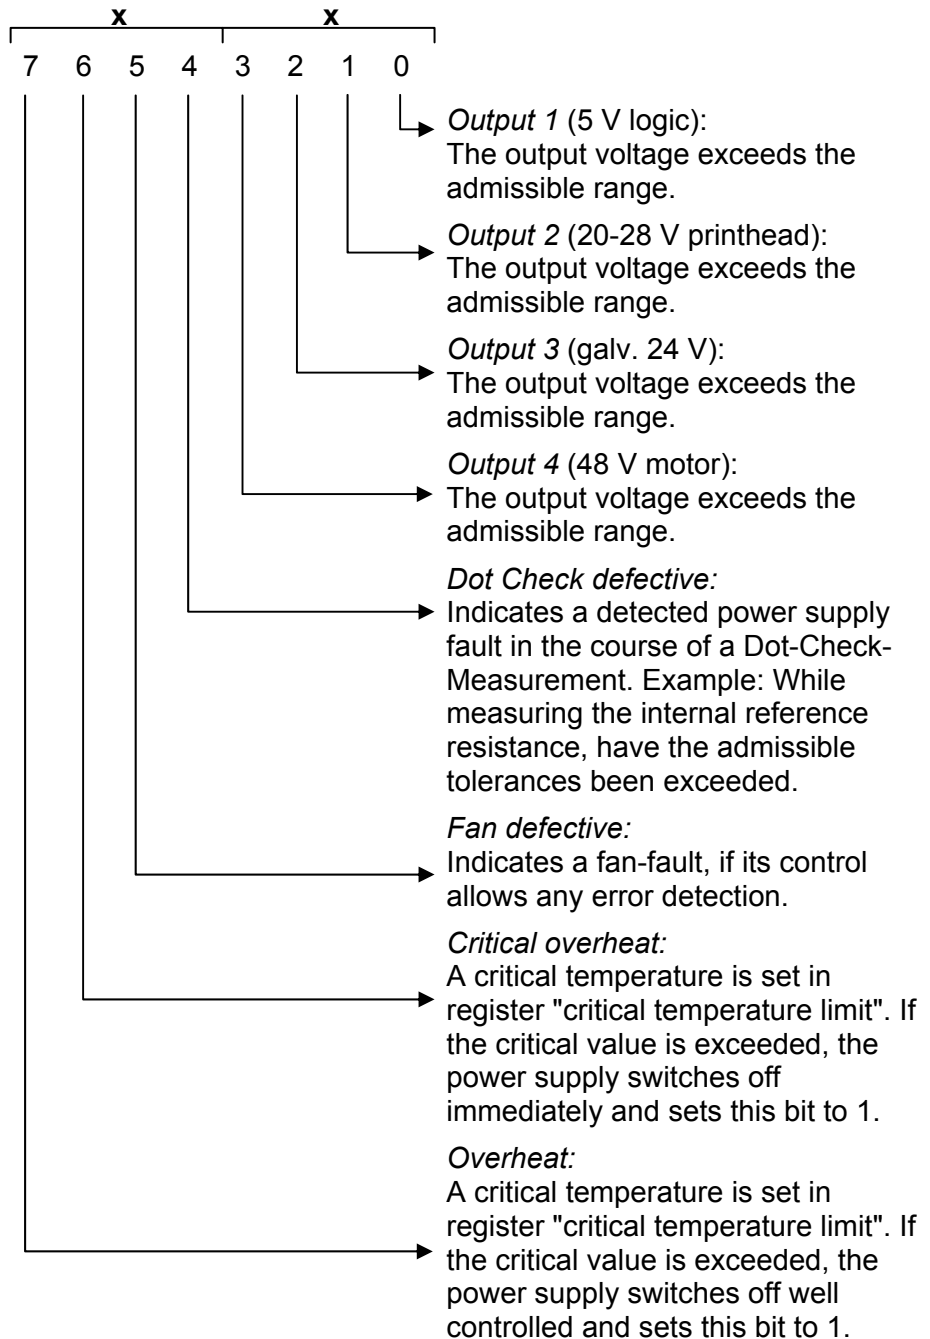 x x
7 6 5 4 3 2 1 0
Output 1 (5 V logic):
The output voltage exceeds the
admissible range.
Output 2 (20-28 V printhead):
The output voltage exceeds the
admissible range.
Output 3 (galv. 24 V):
The output voltage exceeds the
admissible range.
Output 4 (48 V motor):
The output voltage exceeds the
admissible range.
Dot Check defective:
Indicates a detected power supply
fault in the course of a Dot-Check-
Measurement. Example: While
measuring the internal reference
resistance, have the admissible
tolerances been exceeded.
Fan defective:
Indicates a fan-fault, if its control
allows any error detection.
Critical overheat:
A critical temperature is set in
register "critical temperature limit". If
the critical value is exceeded, the
power supply switches off
immediately and sets this bit to 1.
Overheat:
A critical temperature is set in
register "critical temperature limit". If
the critical value is exceeded, the
power supply switches off well
controlled and sets this bit to 1.